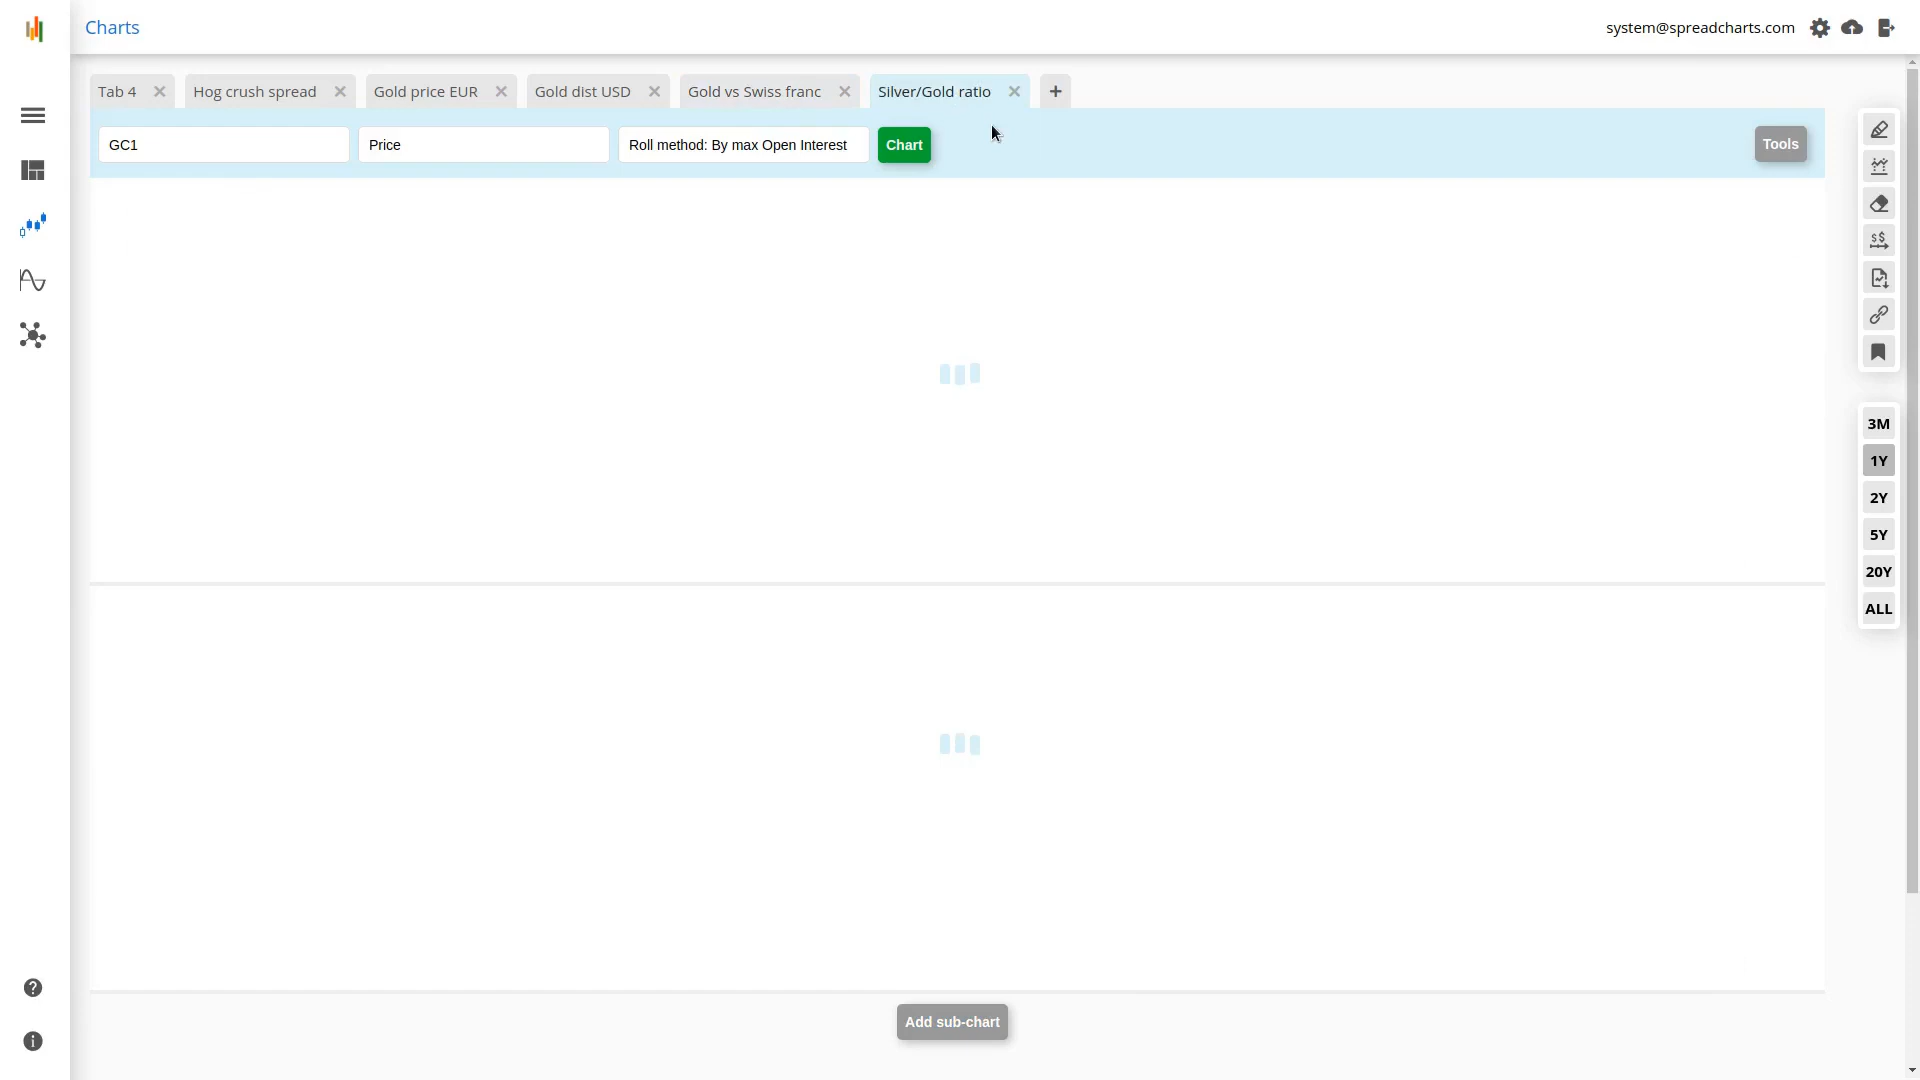 Charts
system@spreadcharts.com
Tab 4
Hog crush spread
Gold price EUR
Gold dist USD
Gold vs Swiss franc
Silver/Gold ratio
+
GC1
Price
Roll method: By max Open Interest
Chart
Tools
3M
1Y
2Y
5Y
20Y
ALL
Add sub-chart